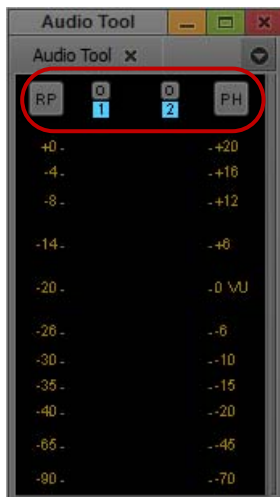 Audio Tool
Audio Tool
RP O O PH
1 2
+0 - -+20
-4 - -+16
-8 - -+12
-14 - -+6
-20 - -0 VU
-26 - --6
-30 - --10
-35 - --15
-40 - --20
-65 - --45
-90 - --70